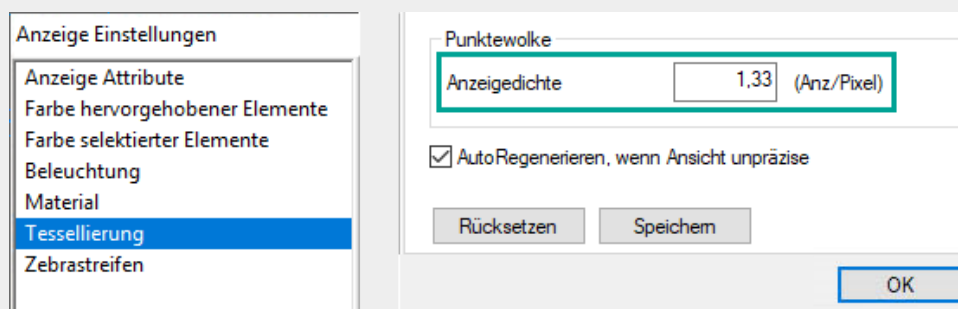 Anzeige Einstellungen
Anzeige Attribute
Farbe hervorgehobener Elemente
Farbe selektierter Elemente
Beleuchtung
Material
Tessellierung
Zebrastreifen
Punktewolke
Anzeigedichte 1,33 (Anz/Pixel)
AutoRegenerieren, wenn Ansicht unpräzise
Rücksetzen Speichern
OK